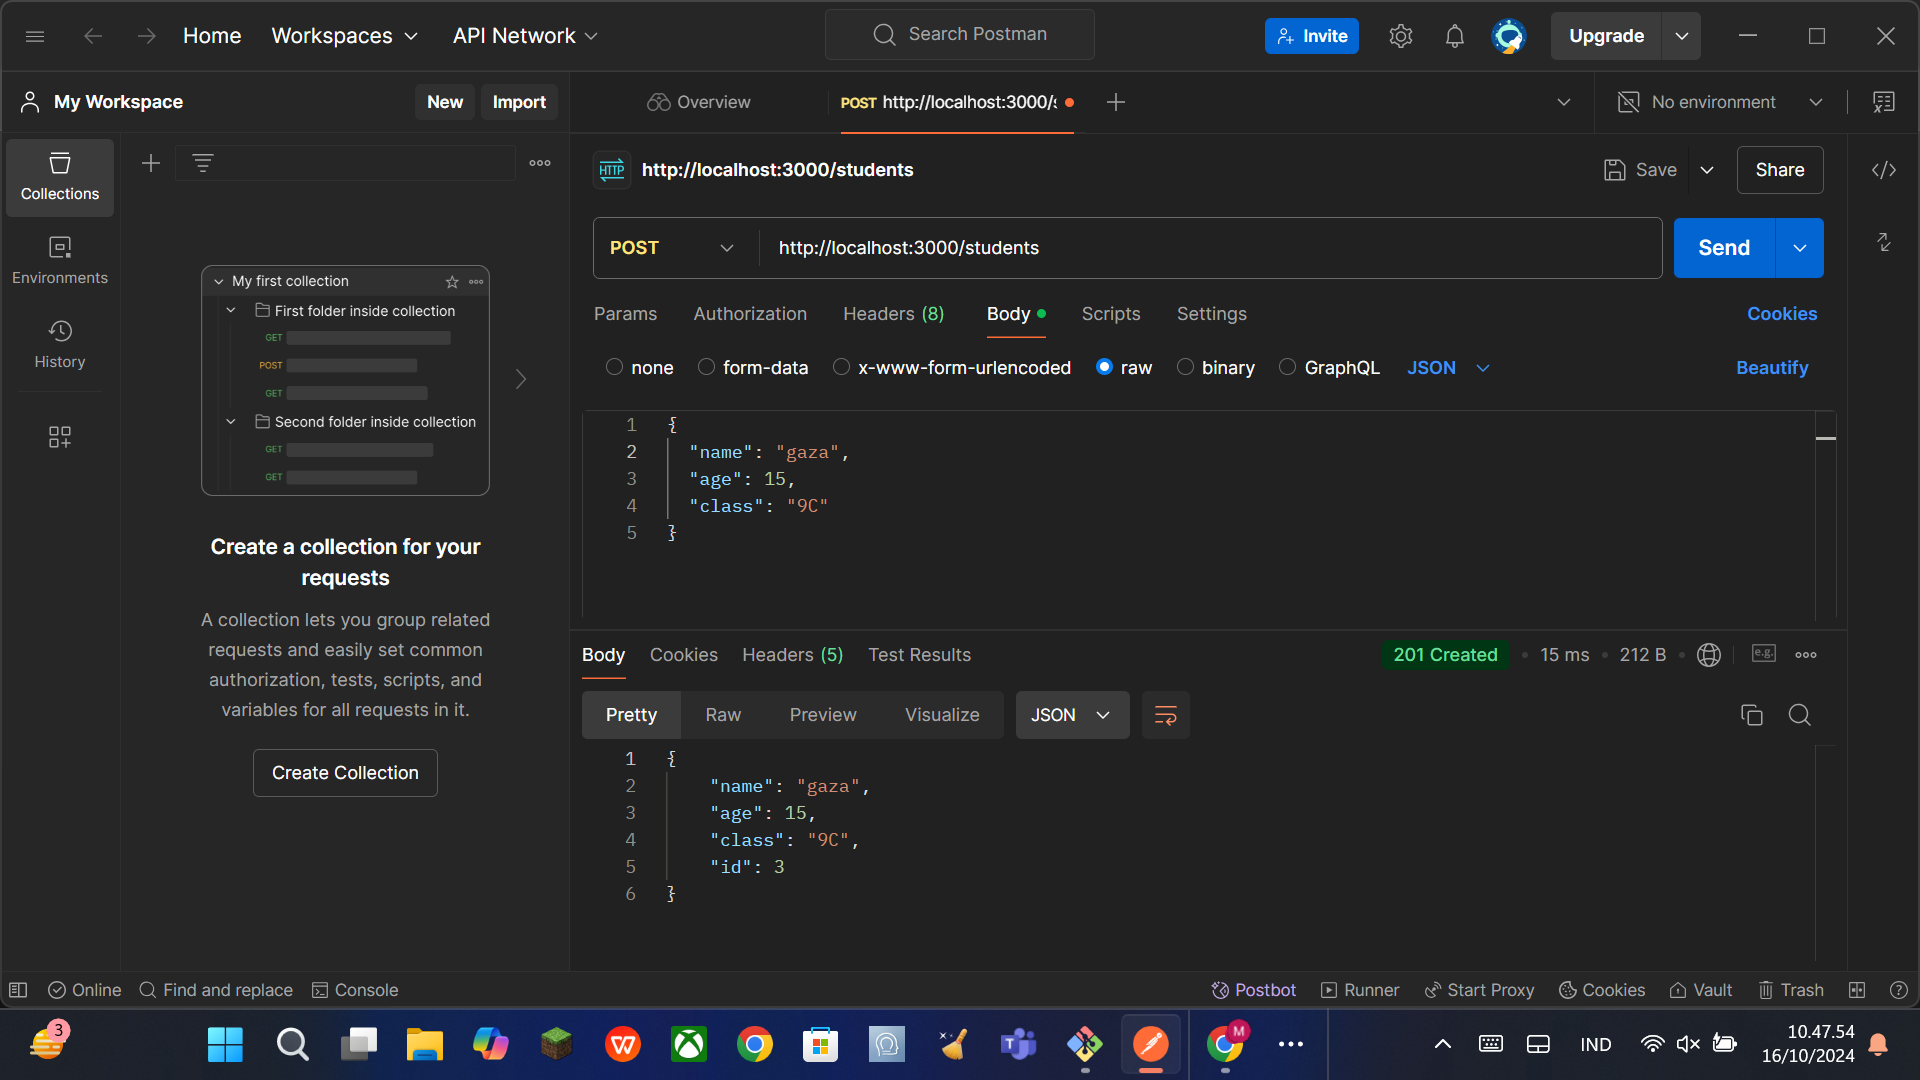 Home Workspaces API Network Search Postman Invite Upgrade
My Workspace New Import Overview POST http://localhost:3000/s No environment
Collections
Environments
History
My first collection
First folder inside collection
GET
POST
GET
Second folder inside collection
GET
GET
Create a collection for your
requests
A collection lets you group related
requests and easily set common
authorization, tests, scripts, and
variables for all requests in it.
Create Collection
HTTP http://localhost:3000/students Save Share
POST http://localhost:3000/students Send
Params Authorization Headers (8) Body Scripts Settings Cookies
none form-data x-www-form-urlencoded raw binary GraphQL JSON Beautify
1 {
2 "name": "gaza",
3 "age": 15,
4 "class": "9C"
5 }
Body Cookies Headers (5) Test Results 201 Created 15 ms 212 B e.g.
Pretty Raw Preview Visualize JSON
1 {
2 "name": "gaza",
3 "age": 15,
4 "class": "9C",
5 "id": 3
6 }
Online Find and replace Console Postbot Runner Start Proxy Cookies Vault Trash
3 W T M IND 10.47.54
16/10/2024